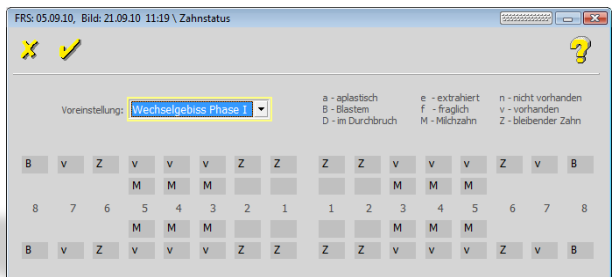 FRS: 05.09.10, Bild: 21.09.10 11:19 \ Zahnstatus
Voreinstellung: Wechselgebiss Phase I
a - aplastisch e - extrahiert n - nicht vorhanden
B - Blastem f - fraglich v - vorhanden
D - im Durchbruch M - Milchzahn Z - bleibender Zahn
B v Z v v v Z Z Z Z v v v Z v B
M M M M M M
8 7 6 5 4 3 2 1 1 2 3 4 5 6 7 8
M M M M M M
B v Z v v v Z Z Z Z v v v Z v B